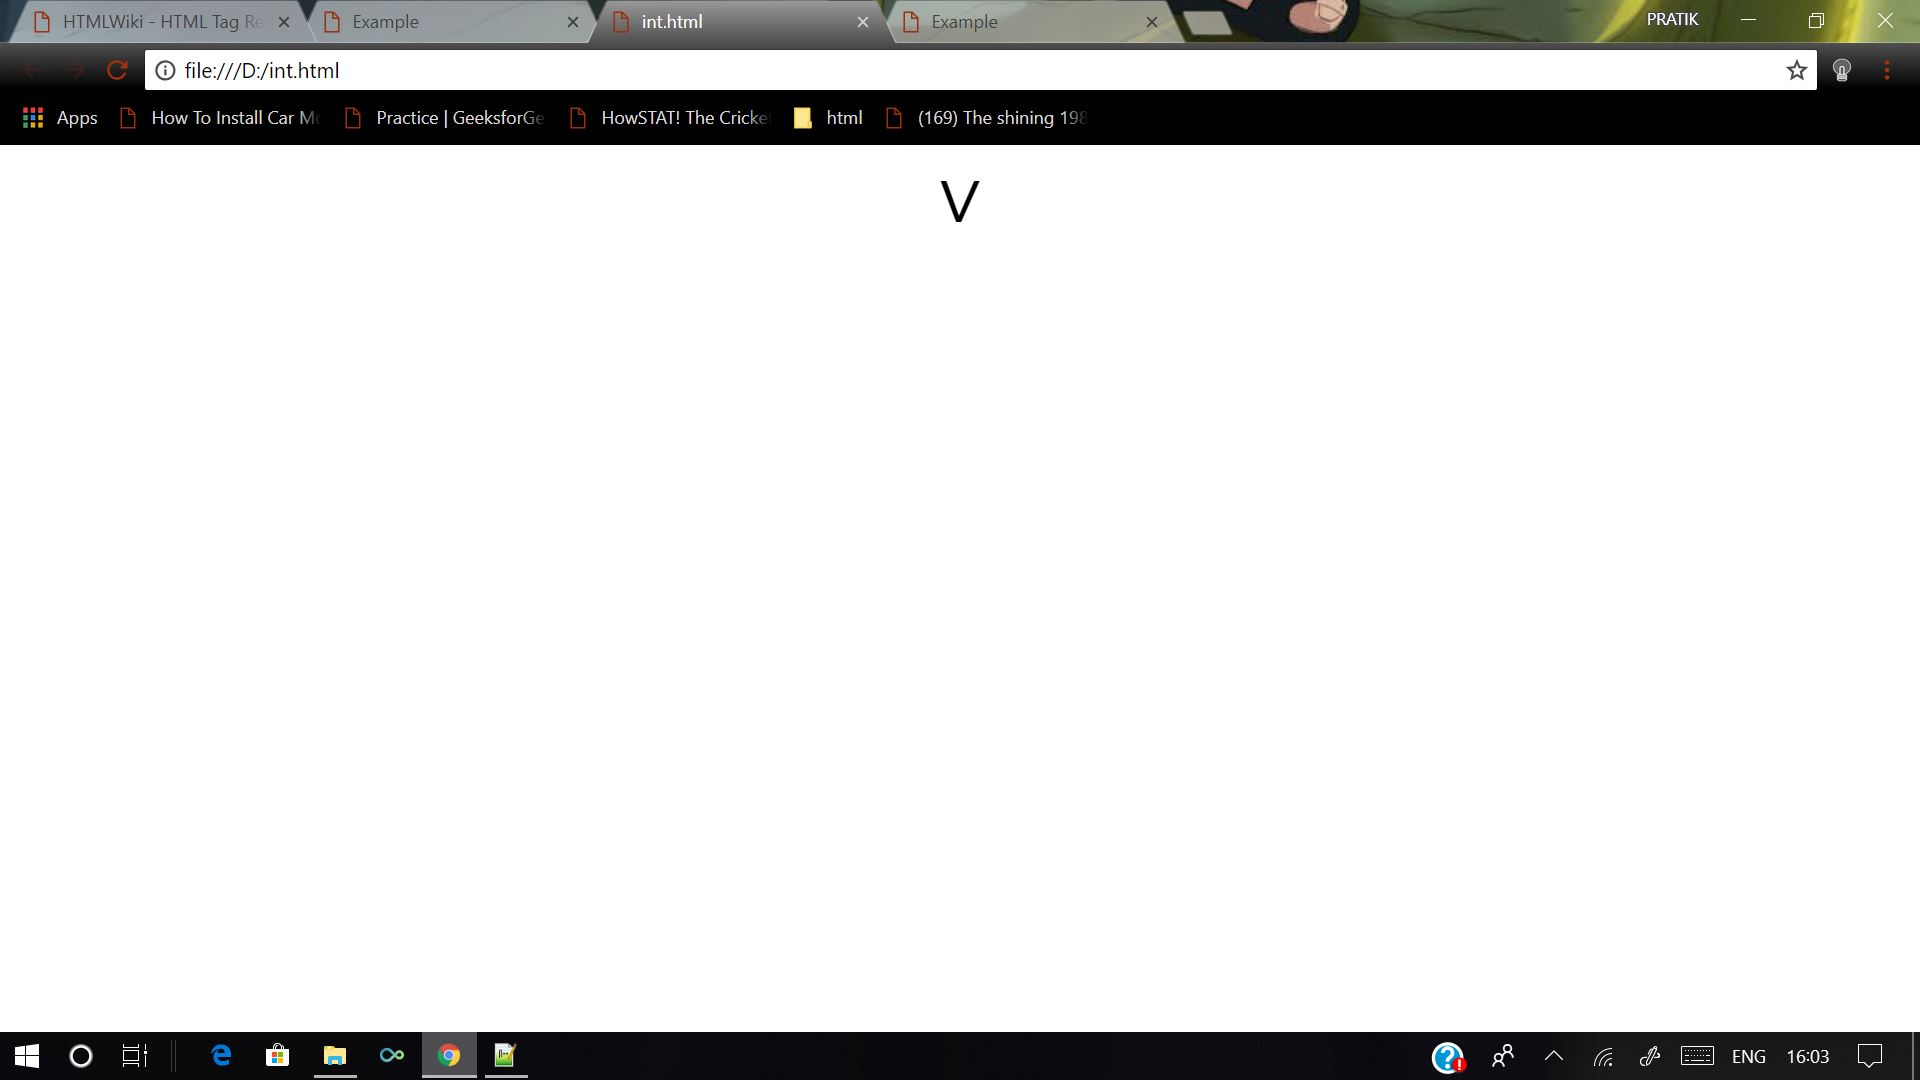 HTMLWiki - HTML Tag Re
Example
int.html
Example
PRATIK
file:///D:/int.html
Apps
How To Install Car Mo
Practice | GeeksforGe
HowSTAT! The Cricke
html
(169) The shining 198
V
ENG
16:03